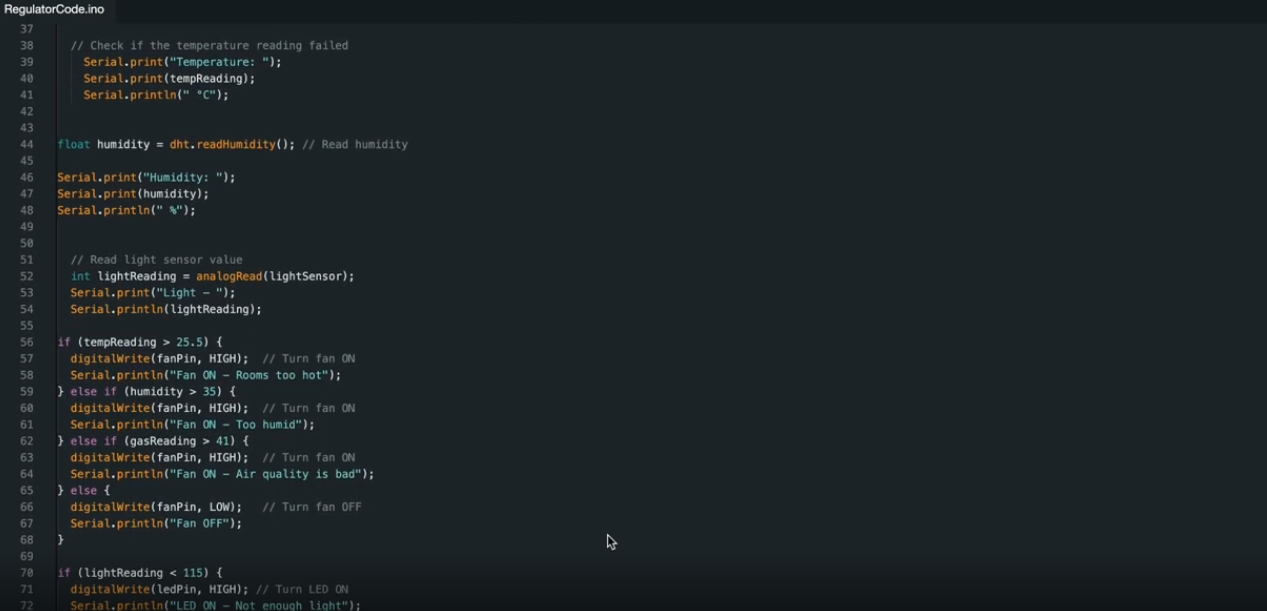 RegulatorCode.ino
37
38 // Check if the temperature reading failed
39 Serial.print("Temperature: ");
40 Serial.print(tempReading);
41 Serial.println(" °C");
42
43
44 float humidity = dht.readHumidity(); // Read humidity
45
46 Serial.print("Humidity: ");
47 Serial.print(humidity);
48 Serial.println(" %");
49
50
51 // Read light sensor value
52 int lightReading = analogRead(lightSensor);
53 Serial.print("Light - ");
54 Serial.println(lightReading);
55
56 if (tempReading > 25.5) {
57 digitalWrite(fanPin, HIGH); // Turn fan ON
58 Serial.println("Fan ON - Rooms too hot");
59 } else if (humidity > 35) {
60 digitalWrite(fanPin, HIGH); // Turn fan ON
61 Serial.println("Fan ON - Too humid");
62 } else if (gasReading > 41) {
63 digitalWrite(fanPin, HIGH); // Turn fan ON
64 Serial.println("Fan ON - Air quality is bad");
65 } else {
66 digitalWrite(fanPin, LOW); // Turn fan OFF
67 Serial.println("Fan OFF");
68 }
69
70 if (lightReading < 115) {
71 digitalWrite(ledPin, HIGH); // Turn LED ON
72 Serial.println("LED ON - Not enough light");